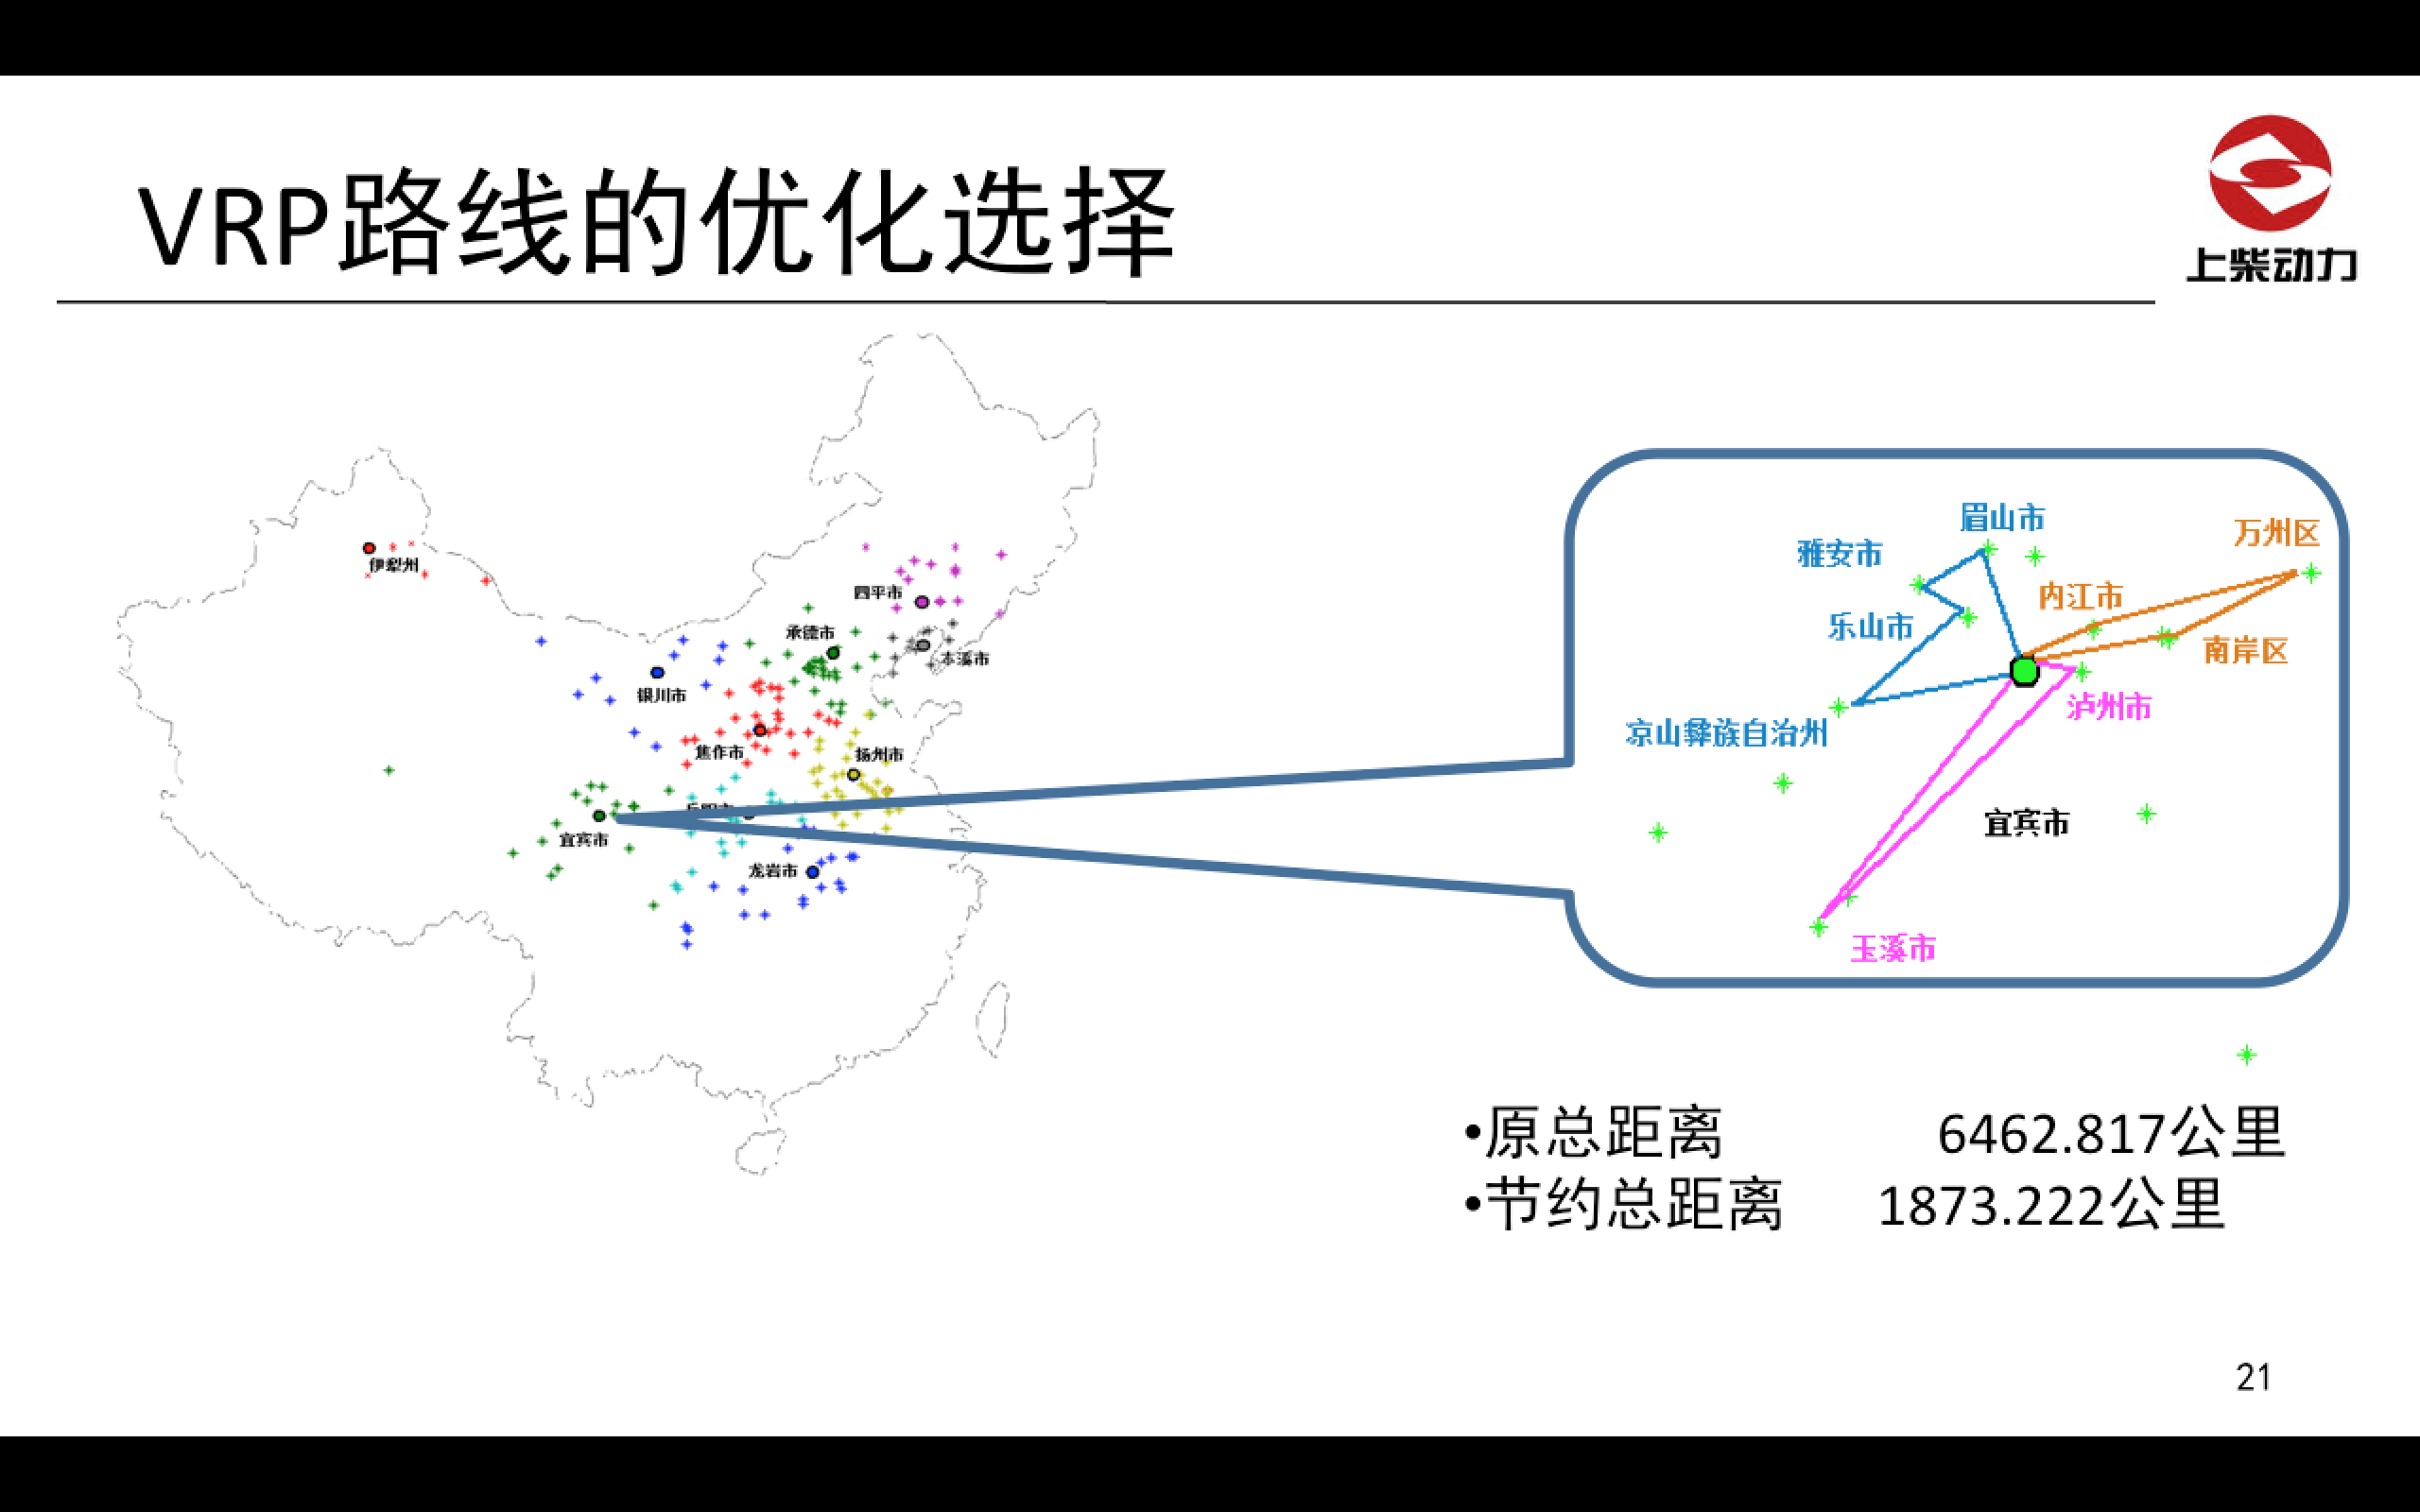 VRP路线的优化选择
上柴动力
伊犁州
四平市
承德市
本溪市
银川市
焦作市
扬州市
宜宾市
龙岩市
眉山市
万州区
雅安市
内江市
乐山市
南岸区
泸州市
凉山彝族自治州
宜宾市
玉溪市
•原总距离 6462.817公里
•节约总距离 1873.222公里
21